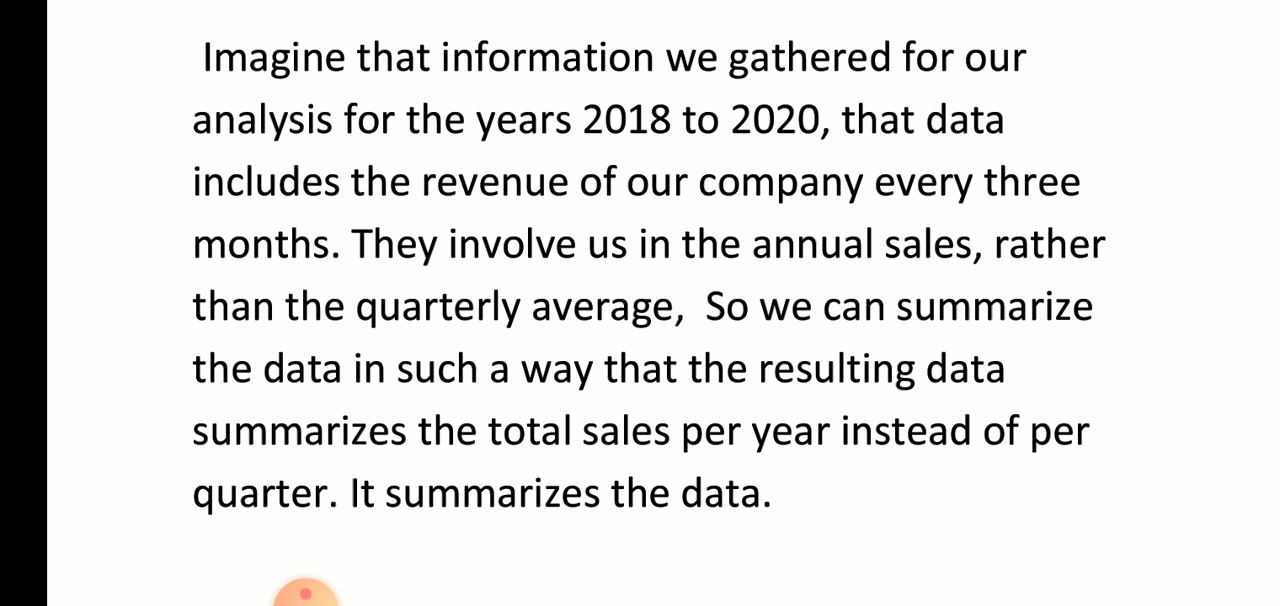 Imagine that information we gathered for our
analysis for the years 2018 to 2020, that data
includes the revenue of our company every three
months. They involve us in the annual sales, rather
than the quarterly average,  So we can summarize
the data in such a way that the resulting data
summarizes the total sales per year instead of per
quarter. It summarizes the data.